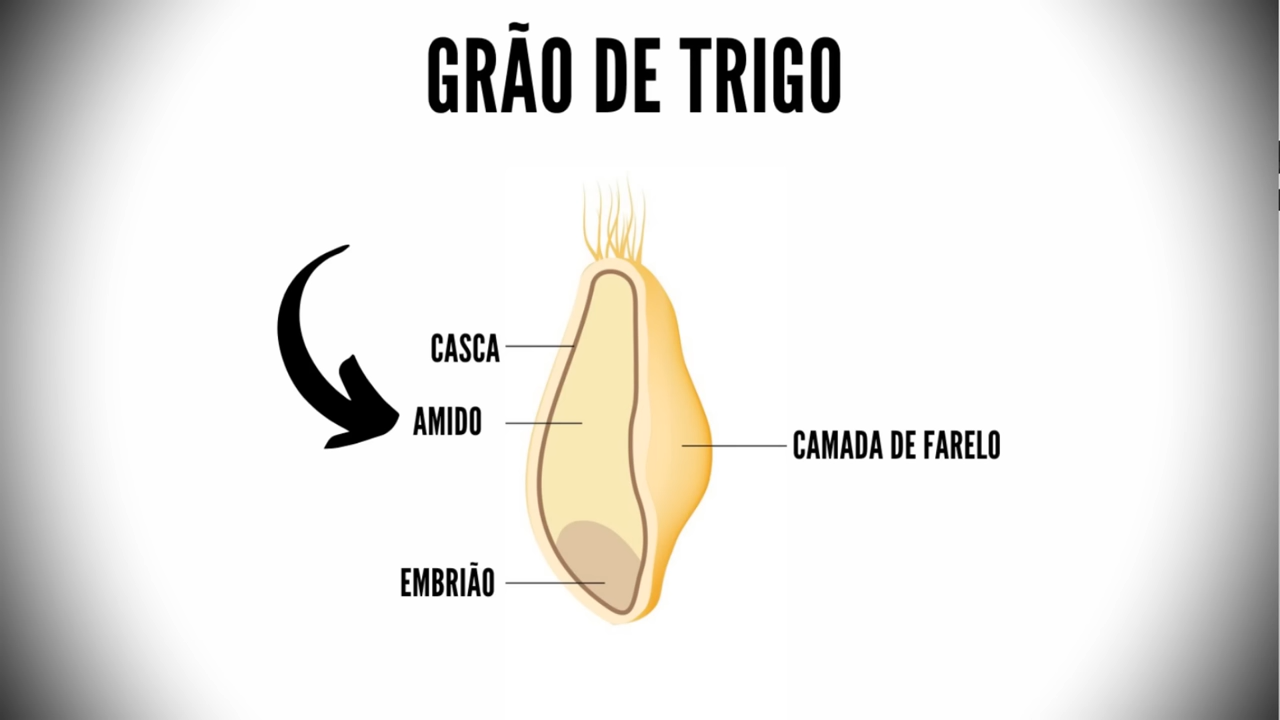 GRÃO DE TRIGO
CASCA
AMIDO
CAMADA DE FARELO
EMBRIÃO